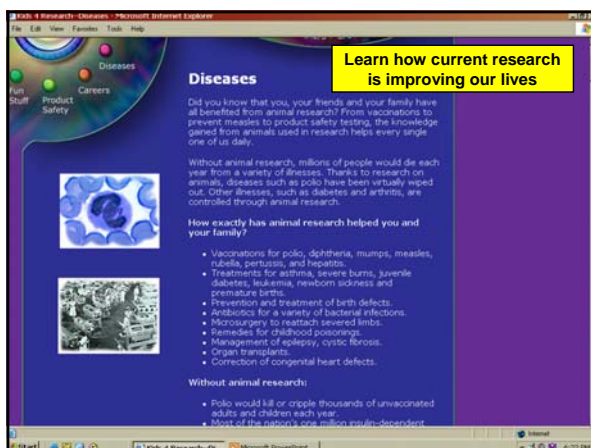 Kids 4 Research--Diseases - Microsoft Internet Explorer
File Edit View Favorites Tools Help
Learn how current research
is improving our lives
Diseases
Fun
Stuff
Product
Safety
Careers
Diseases
Did you know that you, your friends and your family have
all benefited from animal research? From vaccinations to
prevent measles to product safety testing, the knowledge
gained from animals used in research helps every single
one of us daily.
Without animal research, millions of people would die each
year from a variety of illnesses. Thanks to research on
animals, diseases such as polio have been virtually wiped
out. Other illnesses, such as diabetes and arthritis, are
controlled through animal research.
How exactly has animal research helped you and
your family?
• Vaccinations for polio, diphtheria, mumps, measles,
rubella, pertussis, and hepatitis.
• Treatments for asthma, severe burns, juvenile
diabetes, leukemia, newborn sickness and
premature births.
• Prevention and treatment of birth defects.
• Antibiotics for a variety of bacterial infections.
• Microsurgery to reattach severed limbs.
• Remedies for childhood poisonings.
• Management of epilepsy, cystic fibrosis.
• Organ transplants.
• Correction of congenital heart defects.
Without animal research:
• Polio would kill or cripple thousands of unvaccinated
adults and children each year.
• Most of the nation's one million insulin-dependent
Internet
Start
Kids 4 Research--Di...
Microsoft PowerPoint
6:22 PM